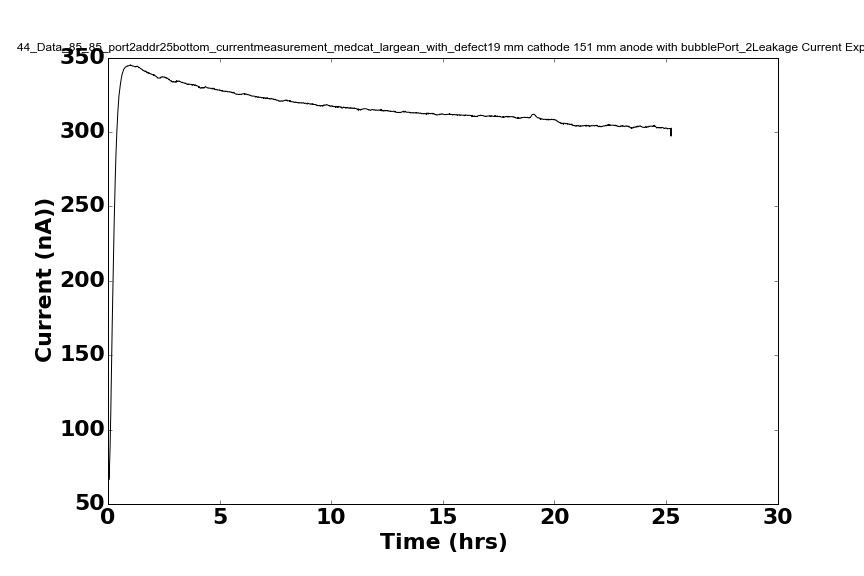 44_Data_85_85_port2addr25bottom_currentmeasurement_medcat_largean_with_defect19 mm cathode 151 mm anode with bubblePort_2Leakage Current Exp
350
300
250
200
150
100
50
Current (nA))
0 5 10 15 20 25 30
Time (hrs)